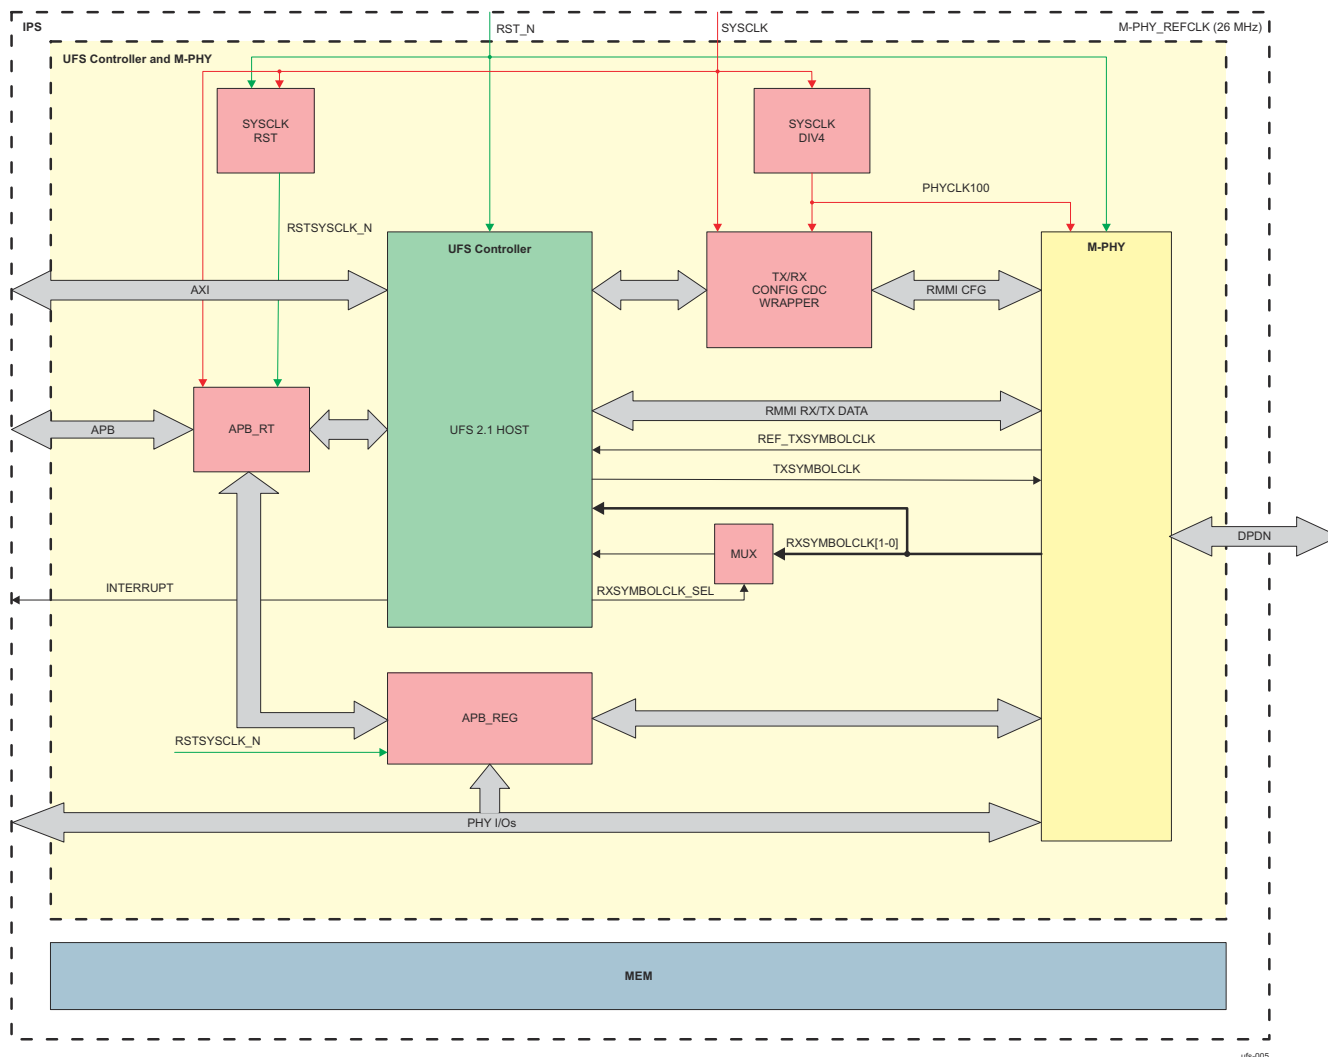 IPS
RST_N
SYSCLK
M-PHY_REFCLK (26 MHz)
UFS Controller and M-PHY
SYSCLK
RST
SYSCLK
DIV4
PHYCLK100
RSTSYSCLK_N
UFS Controller
M-PHY
AXI
TX/RX
CONFIG CDC
WRAPPER
RMMI CFG
APB
APB_RT
UFS 2.1 HOST
RMMI RX/TX DATA
REF_TXSYMBOLCLK
TXSYMBOLCLK
MUX
RXSYMBOLCLK[1-0]
DPDN
INTERRUPT
RXSYMBOLCLK_SEL
APB_REG
RSTSYSCLK_N
PHY I/Os
MEM
ufs-005